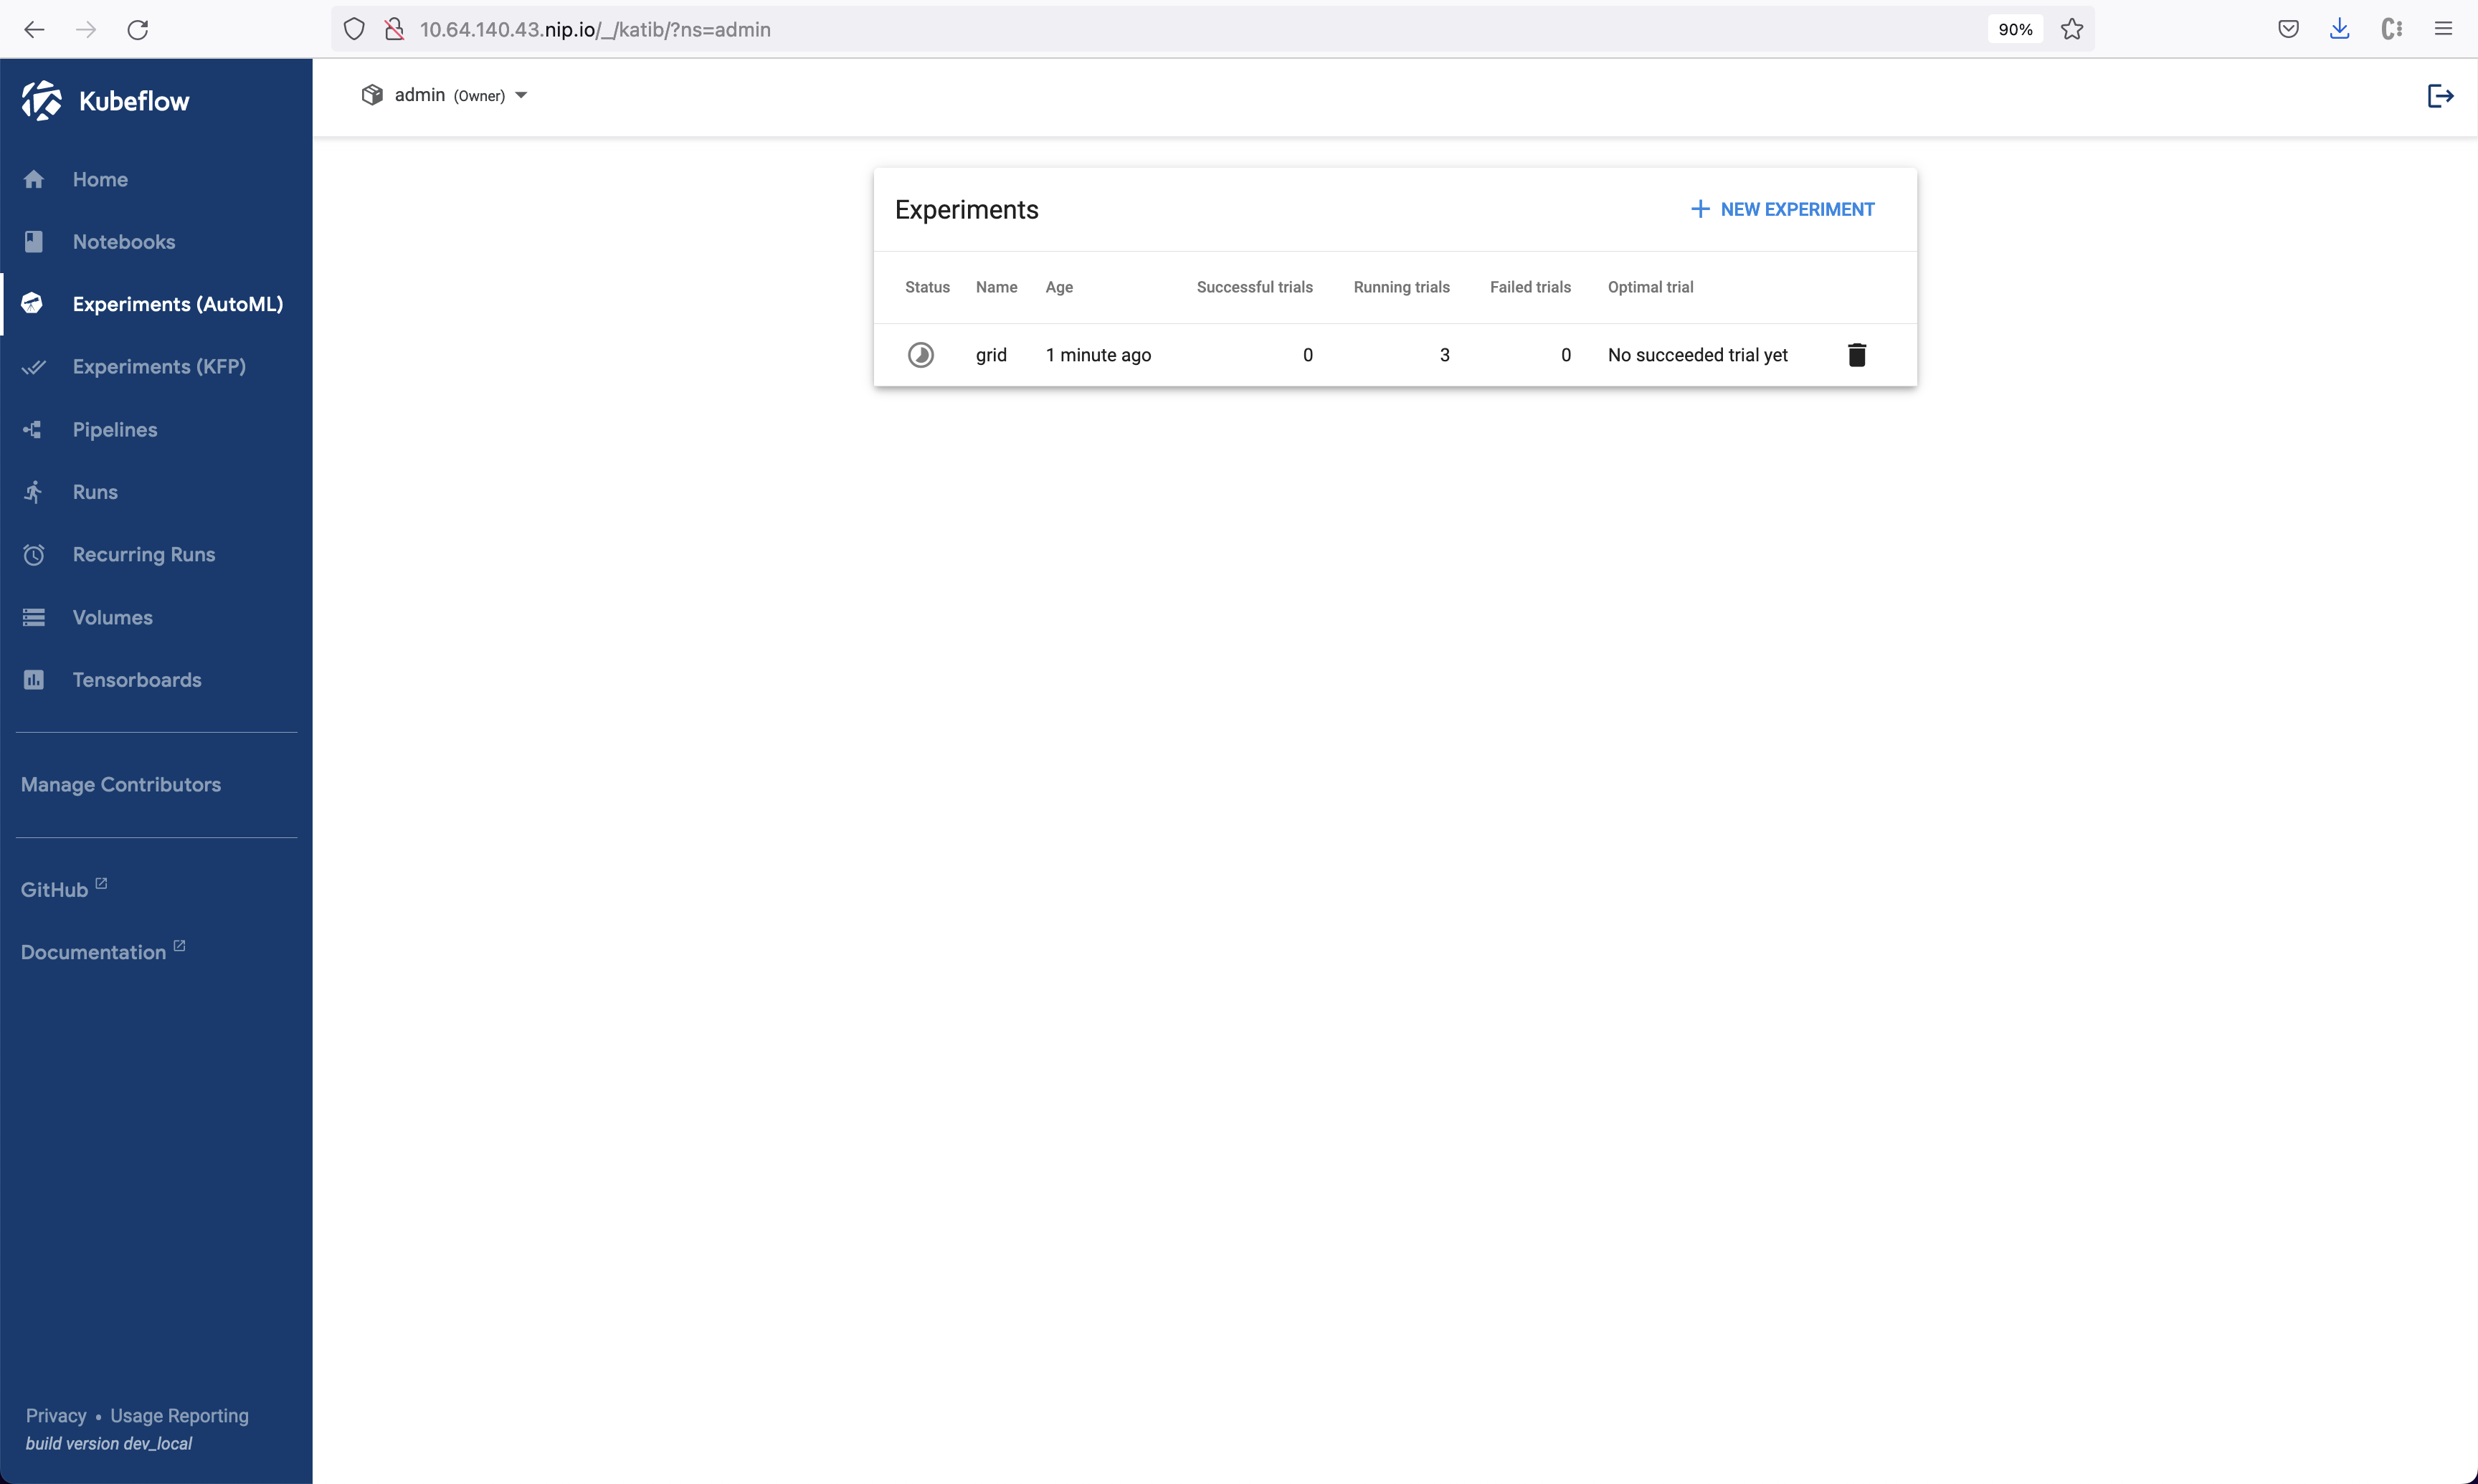 10.64.140.43.nip.io/_/katib/?ns=admin
90%
Kubeflow
admin (Owner)
Home
Notebooks
Experiments (AutoML)
Experiments (KFP)
Pipelines
Runs
Recurring Runs
Volumes
Tensorboards
Manage Contributors
GitHub
Documentation
Privacy • Usage Reporting
build version dev_local
Experiments
NEW EXPERIMENT
Status Name Age Successful trials Running trials Failed trials Optimal trial
grid 1 minute ago 0 3 0 No succeeded trial yet